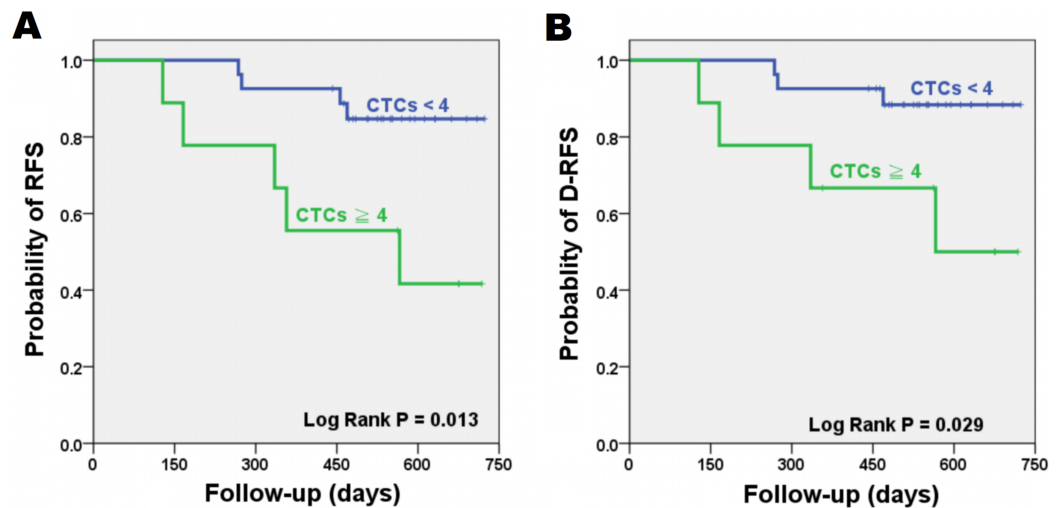 A
Probability of RFS
1.0
0.8
0.6
0.4
0.2
0.0
CTCs < 4
CTCs ≧ 4
Log Rank P = 0.013
0 150 300 450 600 750
Follow-up (days)
B
Probablity of D-RFS
1.0
0.8
0.6
0.4
0.2
0.0
CTCs < 4
CTCs ≧ 4
Log Rank P = 0.029
0 150 300 450 600 750
Follow-up (days)